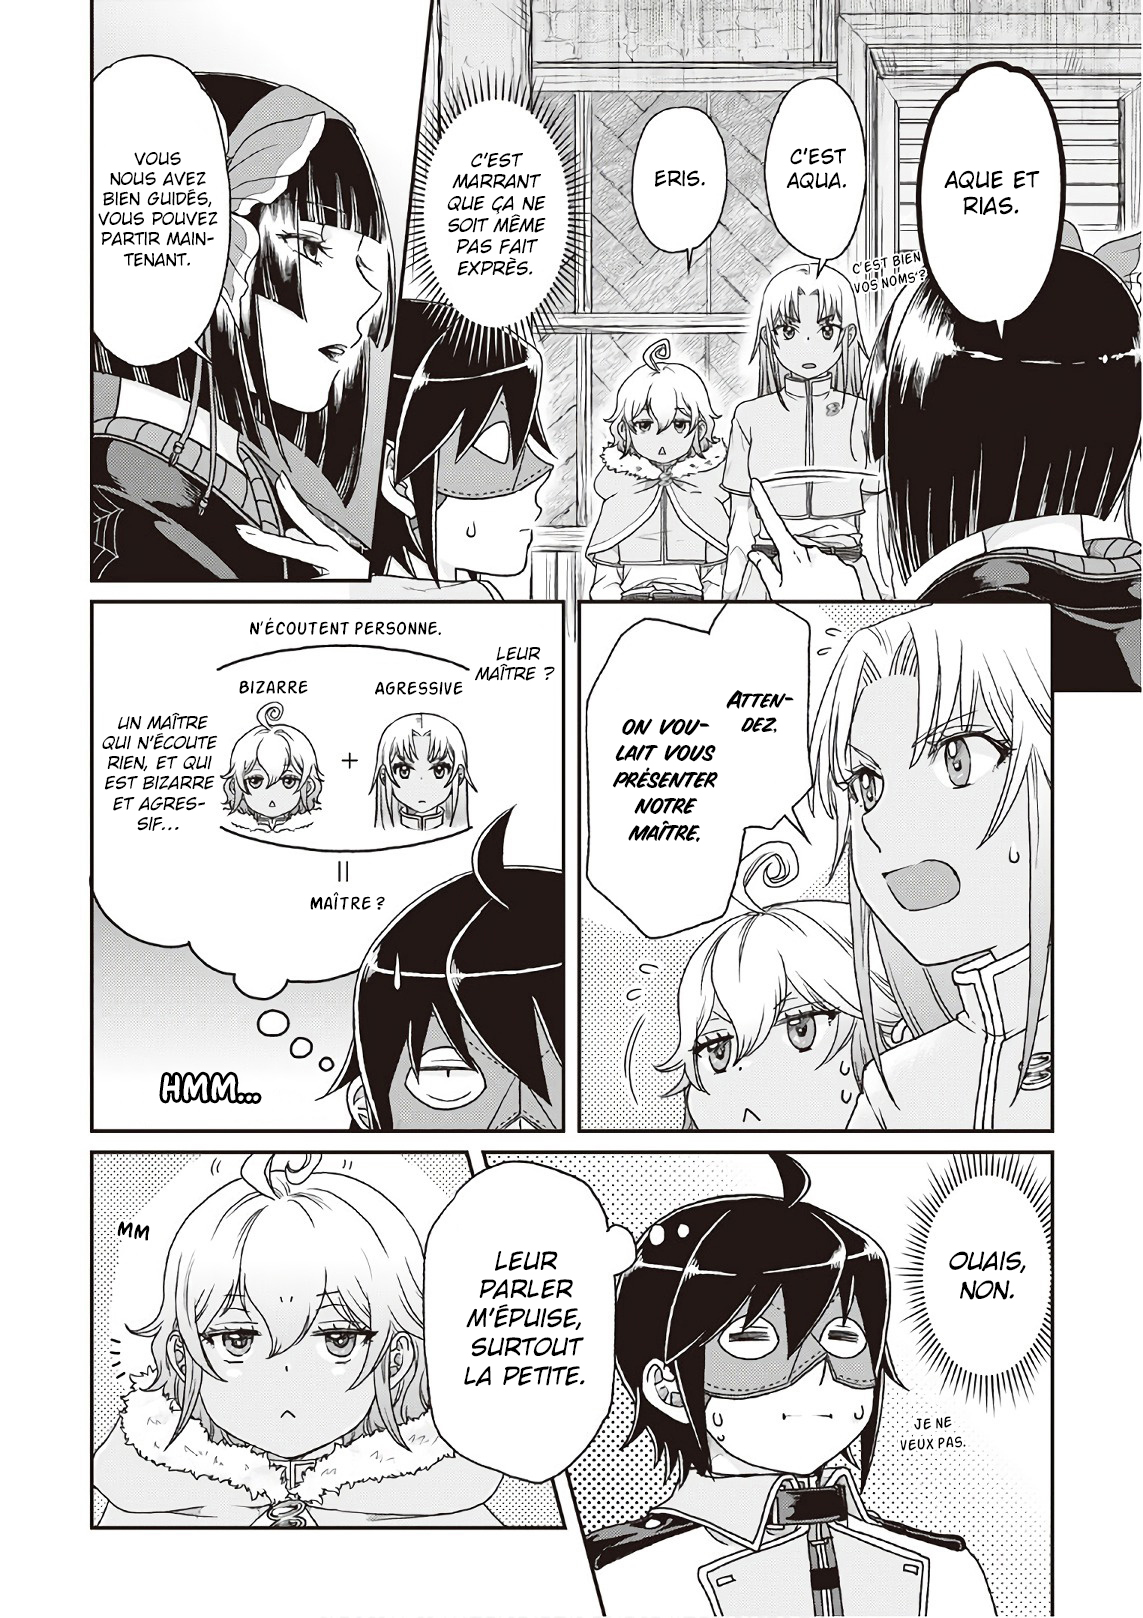 AQUE ET
RIAS.
C'EST BIEN
VOS NOMS ?
C'EST
AQUA.
ERIS.
C'EST
MARRANT
QUE ÇA NE
SOIT MÊME
PAS FAIT
EXPRÈS.
VOUS
NOUS AVEZ
BIEN GUIDÉS,
VOUS POUVEZ
PARTIR MAIN-
TENANT.
ATTEN-
DEZ.
ON VOU-
LAIT VOUS
PRÉSENTER
NOTRE
MAÎTRE.
LEUR
MAÎTRE ?
N'ÉCOUTENT PERSONNE.
BIZARRE
AGRESSIVE
+
UN MAÎTRE
QUI N'ÉCOUTE
RIEN, ET QUI
EST BIZARRE
ET AGRES-
SIF...
=
MAÎTRE ?
HMM...
OUAIS,
NON.
JE NE
VEUX PAS.
LEUR
PARLER
M'ÉPUISE,
SURTOUT
LA PETITE.
MM